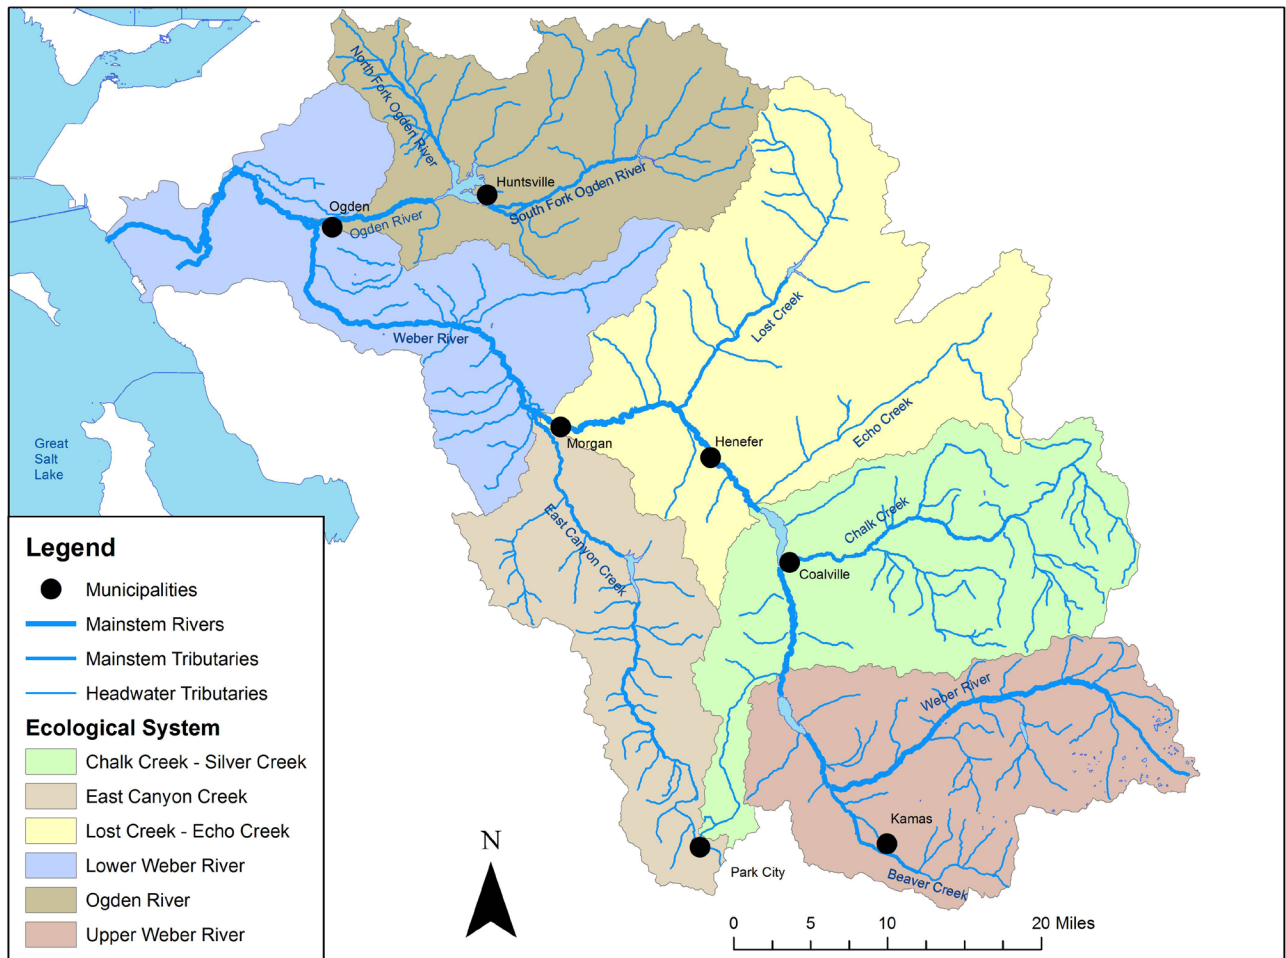 North Fork Ogden River
Huntsville
South Fork Ogden River
Ogden
Ogden River
Weber River
Lost Creek
Great
Salt
Lake
Morgan
Henefer
Echo Creek
East Canyon Creek
Chalk Creek
Coalville
Weber River
Kamas
Beaver Creek
Park City
Legend
Municipalities
Mainstem Rivers
Mainstem Tributaries
Headwater Tributaries
Ecological System
Chalk Creek - Silver Creek
East Canyon Creek
Lost Creek - Echo Creek
Lower Weber River
Ogden River
Upper Weber River
N
0 5 10 20 Miles